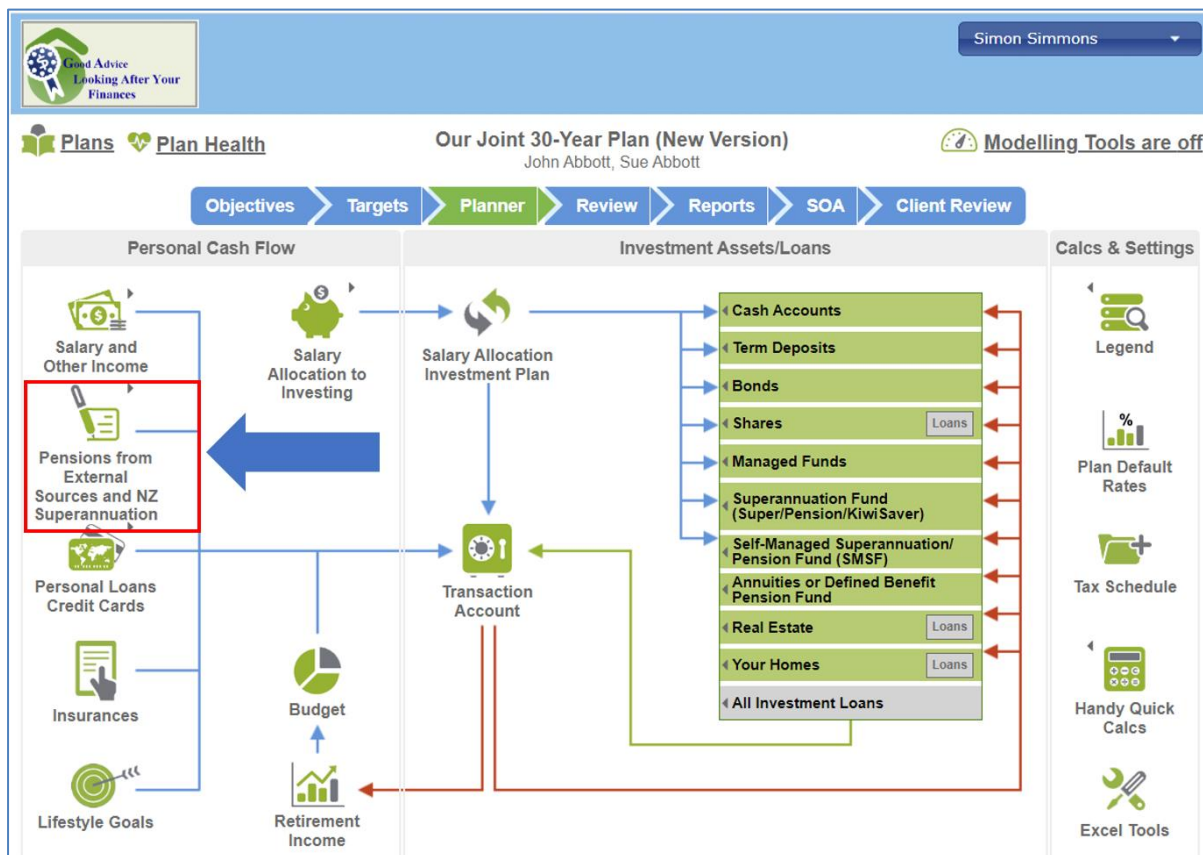 Good Advice
Looking After Your
Finances
Simon Simmons
Plans
Plan Health
Our Joint 30-Year Plan (New Version)
John Abbott, Sue Abbott
Modelling Tools are off
Objectives
Targets
Planner
Review
Reports
SOA
Client Review
Personal Cash Flow
Salary and
Other Income
Salary
Allocation to
Investing
Pensions from
External
Sources and NZ
Superannuation
Personal Loans
Credit Cards
Insurances
Budget
Lifestyle Goals
Retirement
Income
Investment Assets/Loans
Salary Allocation
Investment Plan
Transaction
Account
Cash Accounts
Term Deposits
Bonds
Shares
Loans
Managed Funds
Superannuation Fund
(Super/Pension/KiwiSaver)
Self-Managed Superannuation/
Pension Fund (SMSF)
Annuities or Defined Benefit
Pension Fund
Real Estate
Loans
Your Homes
Loans
All Investment Loans
Calcs & Settings
Legend
%
Plan Default
Rates
Tax Schedule
Handy Quick
Calcs
Excel Tools